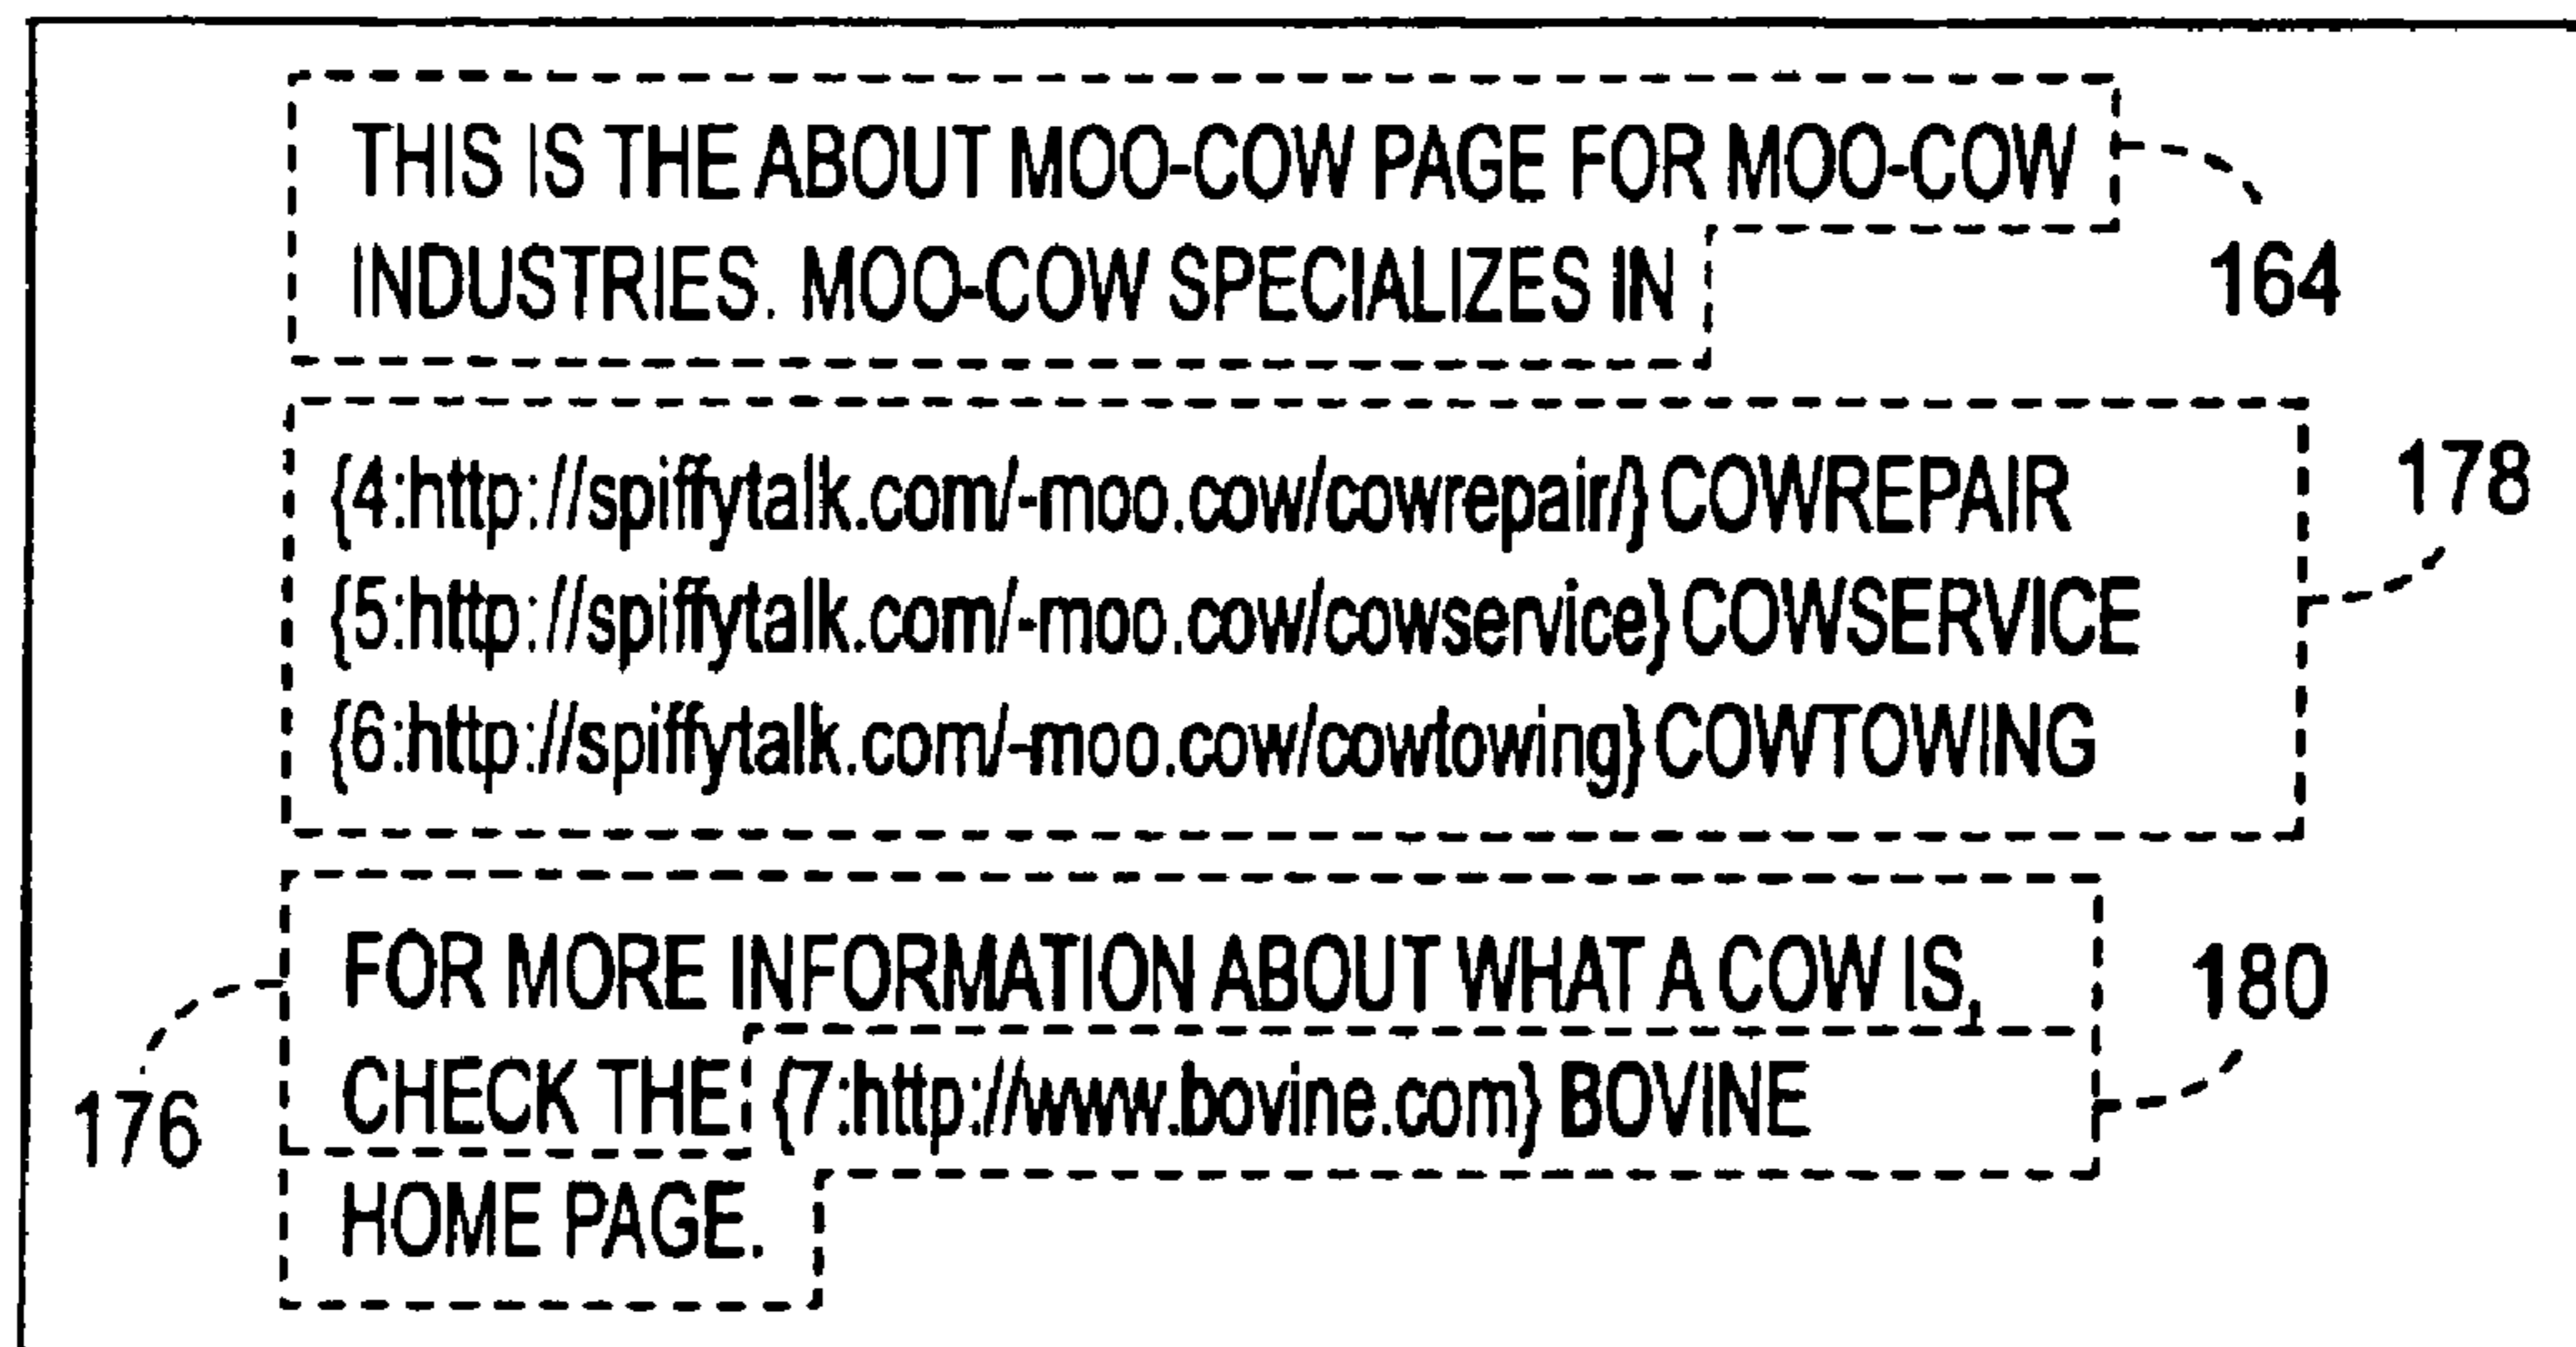 THIS IS THE ABOUT MOO-COW PAGE FOR MOO-COW
INDUSTRIES. MOO-COW SPECIALIZES IN
164
{4:http://spiffytalk.com/-moo.cow/cowrepair/} COWREPAIR
{5:http://spiffytalk.com/-moo.cow/cowservice} COWSERVICE
{6:http://spiffytalk.com/-moo.cow/cowtowing} COWTOWING
178
FOR MORE INFORMATION ABOUT WHAT A COW IS,
CHECK THE {7:http://www.bovine.com} BOVINE
HOME PAGE.
180
176